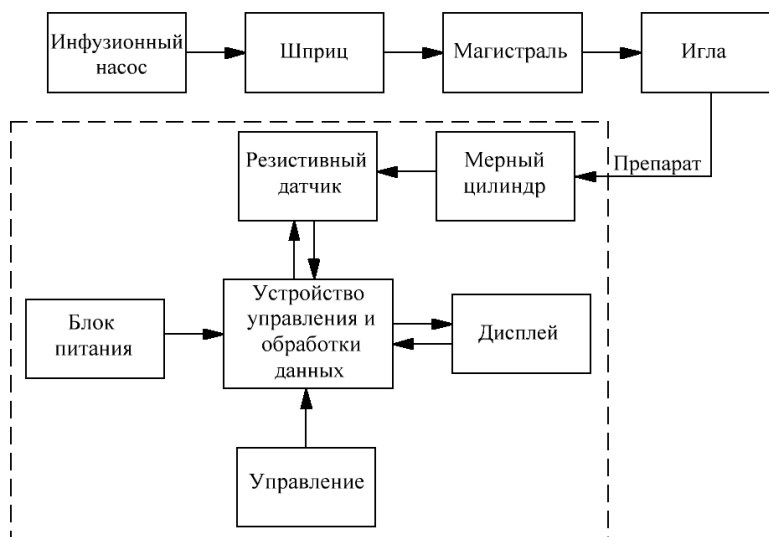 Инфузионный
насос
Шприц
Магистраль
Игла
Резистивный
датчик
Мерный
цилиндр
Препарат
Блок
питания
Устройство
управления и
обработки
данных
Дисплей
Управление